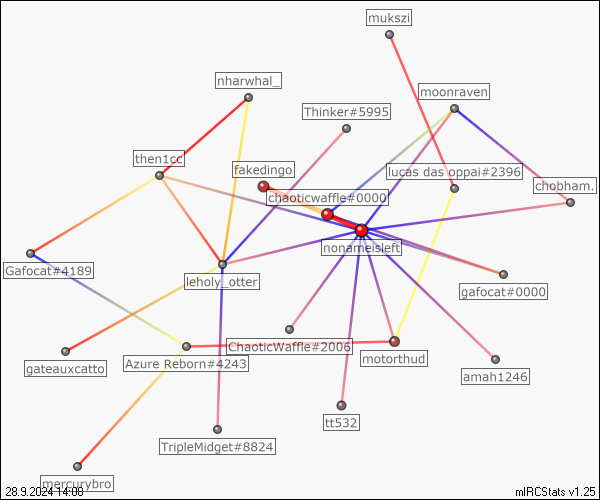 mukszi
nharwhal_
moonraven
Thinker#5995
then1cc
fakedingo
lucas das oppai#2396
chobham.
chaoticwaffle#0000
nonameisleft
Gafocat#4189
leholy_otter
gafocat#0000
ChaoticWaffle#2006
motorthud
gateauxcatto
Azure Reborn#4243
amah1246
tt532
TripleMidget#8824
mercurybro
28.9.2024 14:08
mIRCStats v1.25